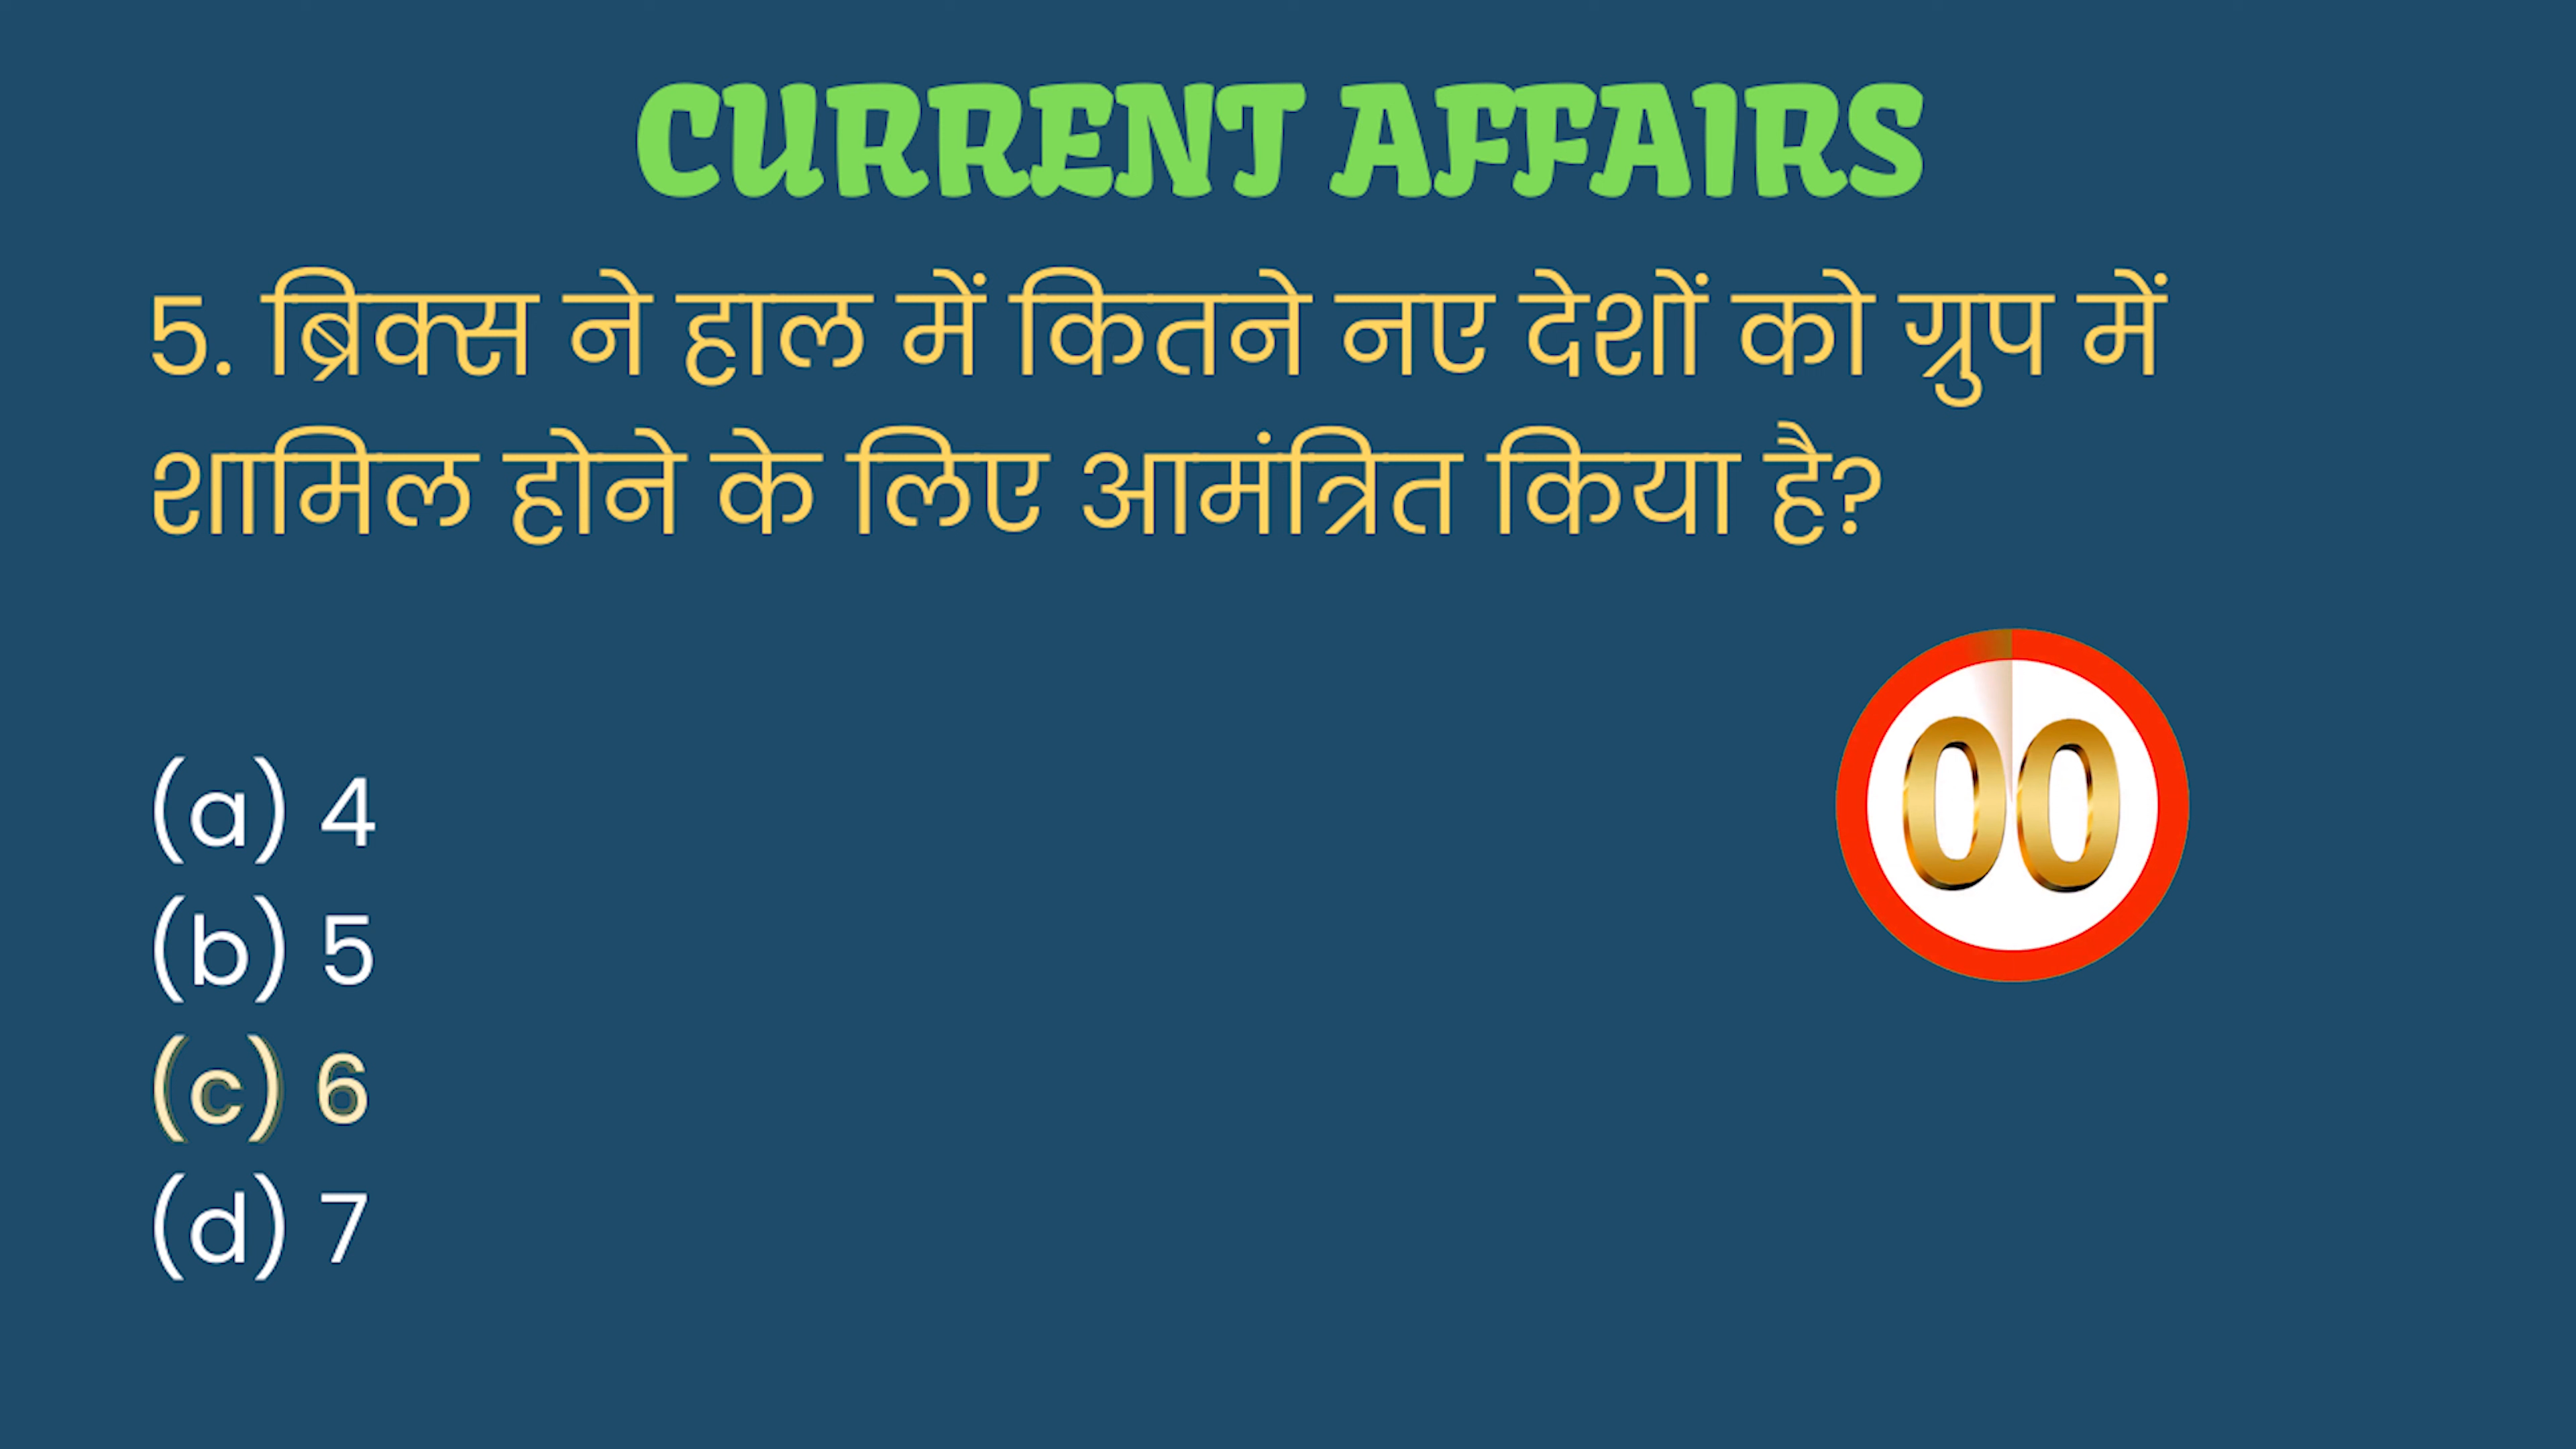 CURRENT AFFAIRS
5. ब्रिक्स ने हाल में कितने नए देशों को ग्रुप में
शामिल होने के लिए आमंत्रित किया है?
(a) 4
00
(b) 5
(c) 6
(d) 7